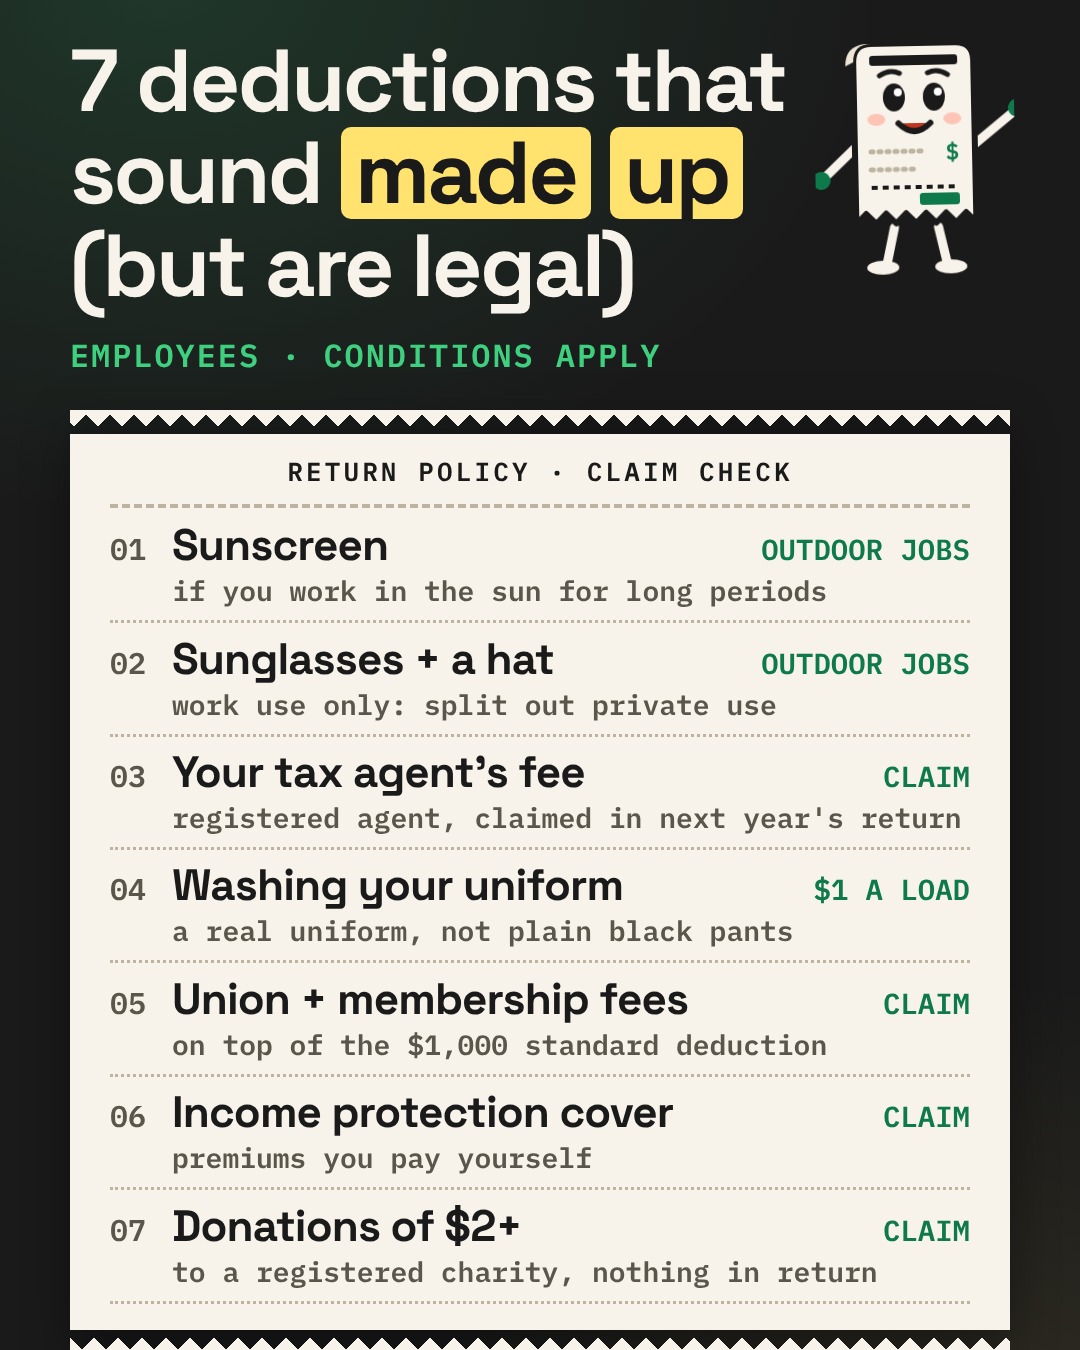 7 deductions that
sound made up
(but are legal)
$
EMPLOYEES · CONDITIONS APPLY
RETURN POLICY · CLAIM CHECK
01 Sunscreen OUTDOOR JOBS
if you work in the sun for long periods
02 Sunglasses + a hat OUTDOOR JOBS
work use only: split out private use
03 Your tax agent’s fee CLAIM
registered agent, claimed in next year's return
04 Washing your uniform $1 A LOAD
a real uniform, not plain black pants
05 Union + membership fees CLAIM
on top of the $1,000 standard deduction
06 Income protection cover CLAIM
premiums you pay yourself
07 Donations of $2+ CLAIM
to a registered charity, nothing in return